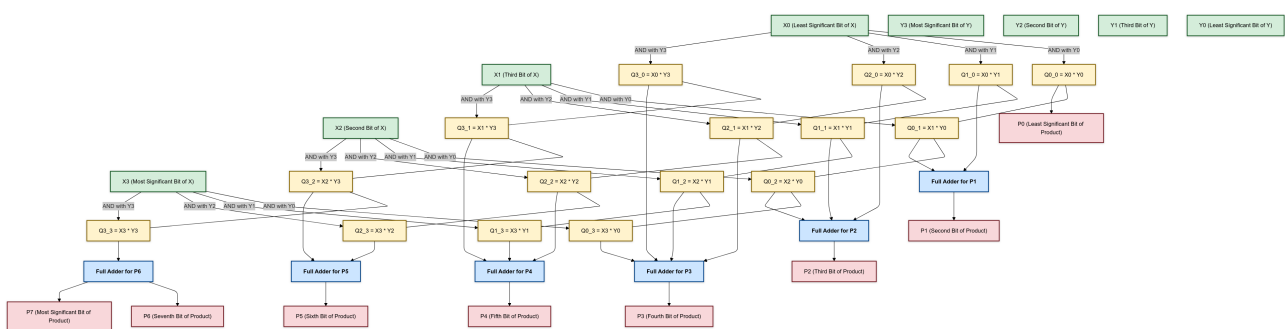 X0 (Least Significant Bit of X)
Y3 (Most Significant Bit of Y)
Y2 (Second Bit of Y)
Y1 (Third Bit of Y)
Y0 (Least Significant Bit of Y)
AND with Y3
AND with Y2
AND with Y1
AND with Y0
X1 (Third Bit of X)
Q3_0 = X0 * Y3
Q2_0 = X0 * Y2
Q1_0 = X0 * Y1
Q0_0 = X0 * Y0
AND with Y3
AND with Y2
AND with Y1
AND with Y0
P0 (Least Significant Bit of
Product)
X2 (Second Bit of X)
Q3_1 = X1 * Y3
Q2_1 = X1 * Y2
Q1_1 = X1 * Y1
Q0_1 = X1 * Y0
AND with Y3
AND with Y2
AND with Y1
AND with Y0
X3 (Most Significant Bit of X)
Q3_2 = X2 * Y3
Q2_2 = X2 * Y2
Q1_2 = X2 * Y1
Q0_2 = X2 * Y0
Full Adder for P1
AND with Y3
AND with Y2
AND with Y1
AND with Y0
Q3_3 = X3 * Y3
Q2_3 = X3 * Y2
Q1_3 = X3 * Y1
Q0_3 = X3 * Y0
Full Adder for P2
P1 (Second Bit of Product)
Full Adder for P6
Full Adder for P5
Full Adder for P4
Full Adder for P3
P2 (Third Bit of Product)
P7 (Most Significant Bit of
Product)
P6 (Seventh Bit of Product)
P5 (Sixth Bit of Product)
P4 (Fifth Bit of Product)
P3 (Fourth Bit of Product)